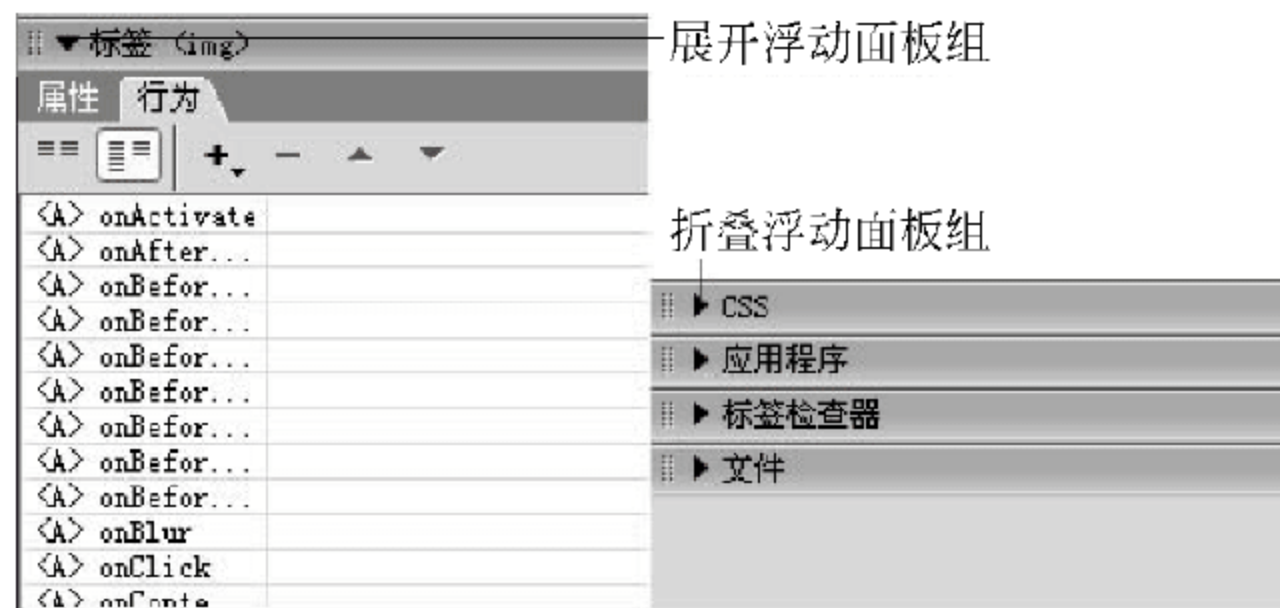 标签 <img>
展开浮动面板组
属性 行为
<A> onActivate
<A> onAfter...
<A> onBefor...
<A> onBefor...
<A> onBefor...
<A> onBefor...
<A> onBefor...
<A> onBefor...
<A> onBefor...
<A> onBlur
<A> onClick
<A> onConte
折叠浮动面板组
CSS
应用程序
标签检查器
文件